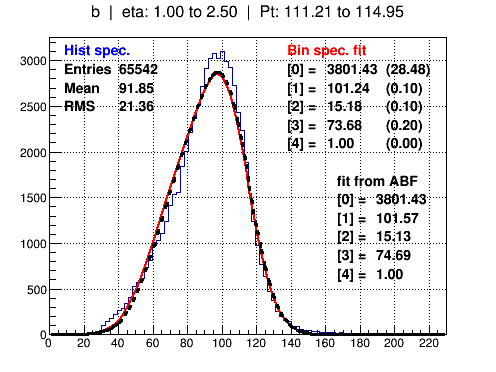 b | eta: 1.00 to 2.50 | Pt: 111.21 to 114.95
Hist spec.
Entries 65542
Mean 91.85
RMS 21.36
Bin spec. fit
[0] = 3801.43 (28.48)
[1] = 101.24 (0.10)
[2] = 15.18 (0.10)
[3] = 73.68 (0.20)
[4] = 1.00 (0.00)
fit from ABF
[0] = 3801.43
[1] = 101.57
[2] = 15.13
[3] = 74.69
[4] = 1.00
3000
2500
2000
1500
1000
500
0
0 20 40 60 80 100 120 140 160 180 200 220